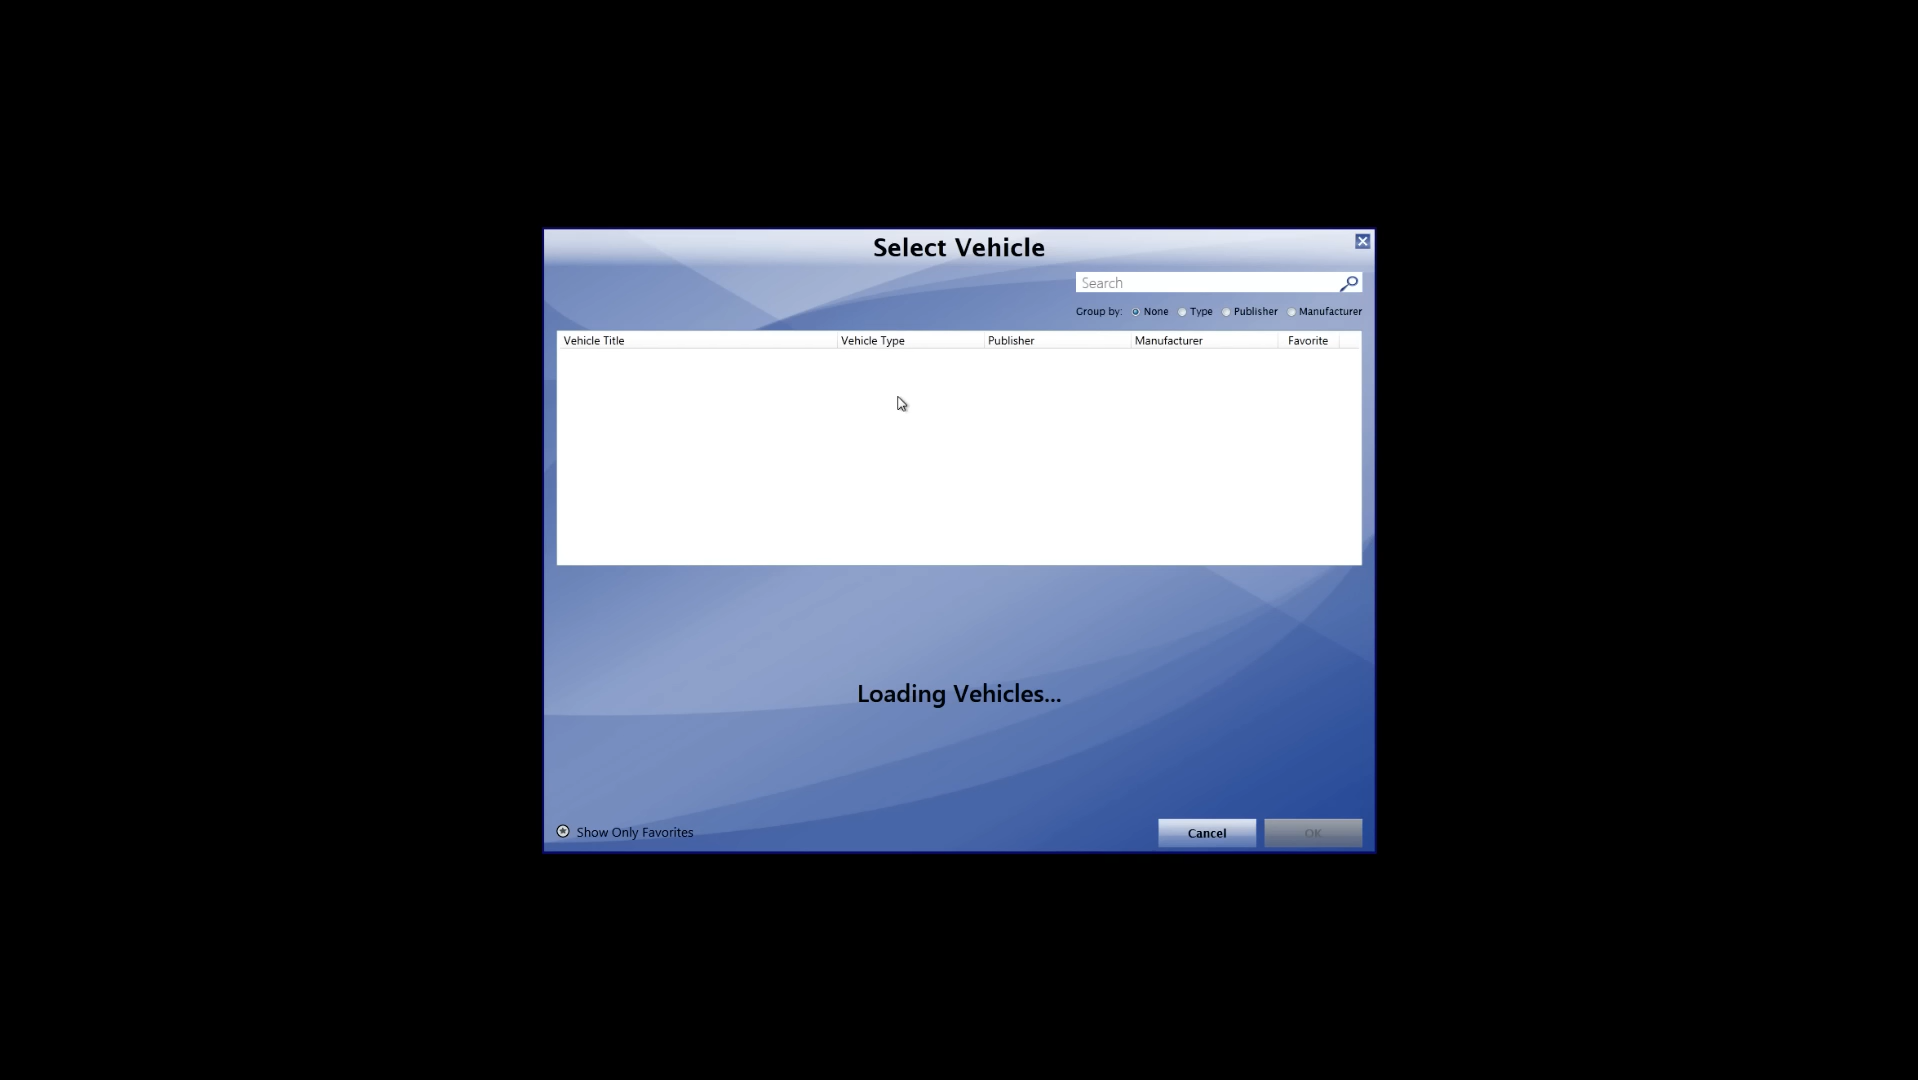 Select Vehicle
Search
Group by: None Type Publisher Manufacturer
Vehicle Title Vehicle Type Publisher Manufacturer Favorite
Loading Vehicles...
Show Only Favorites Cancel OK